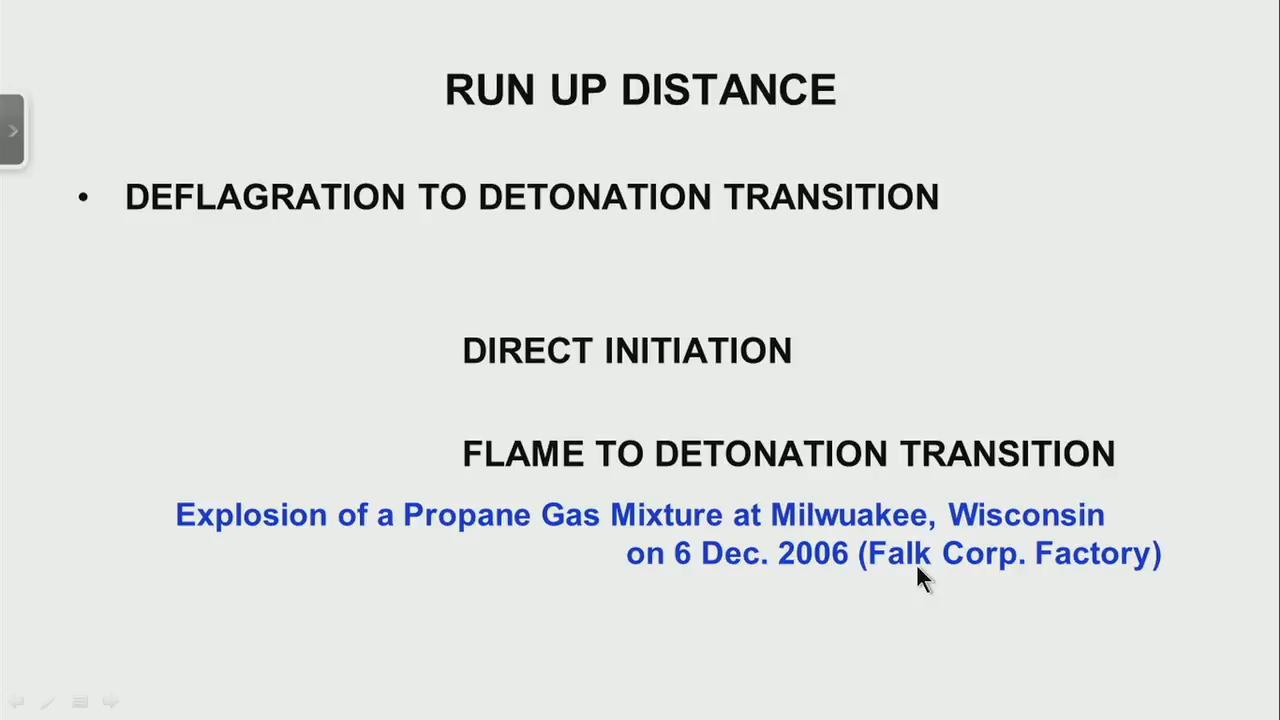 RUN UP DISTANCE
• DEFLAGRATION TO DETONATION TRANSITION
DIRECT INITIATION
FLAME TO DETONATION TRANSITION
Explosion of a Propane Gas Mixture at Milwuakee, Wisconsin
on 6 Dec. 2006 (Falk Corp. Factory)